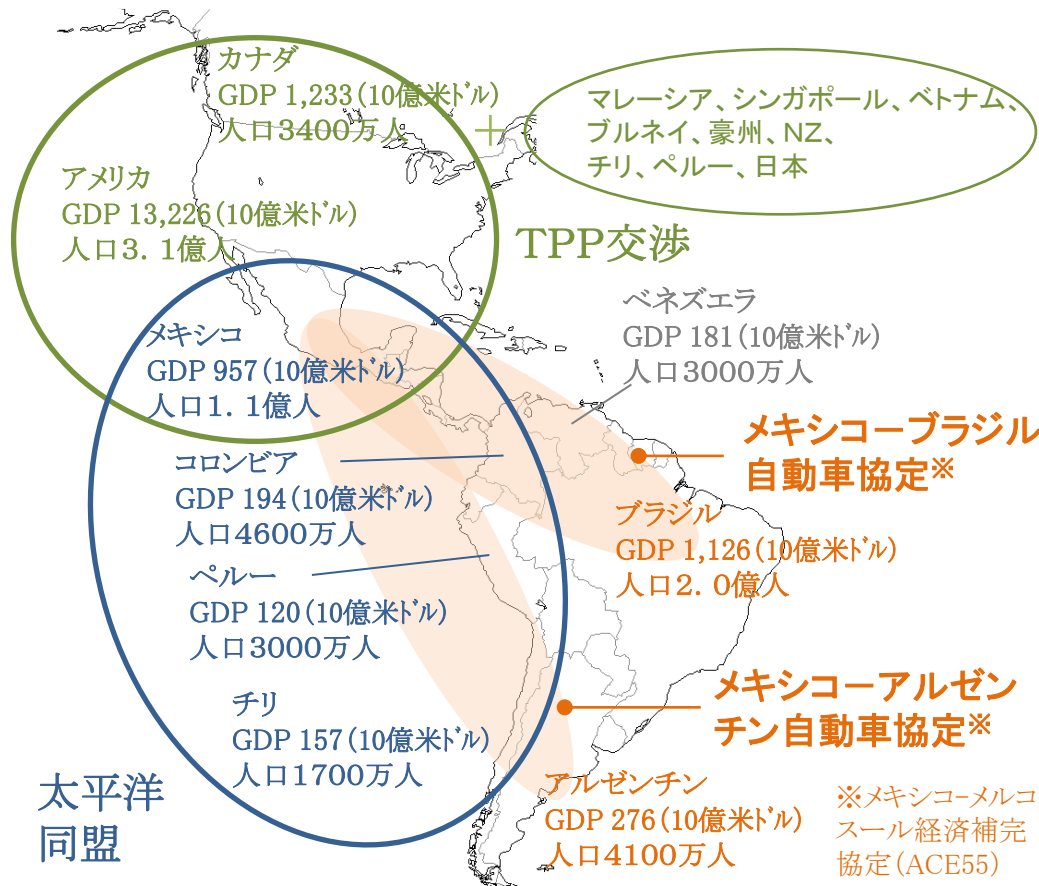 カナダ
GDP 1,233(10億米ドル)
人口3400万人
+
マレーシア、シンガポール、ベトナム、
ブルネイ、豪州、NZ、
チリ、ペルー、日本
アメリカ
GDP 13,226(10億米ドル)
人口3.1億人
TPP交渉
ベネズエラ
GDP 181(10億米ドル)
人口3000万人
メキシコ
GDP 957(10億米ドル)
人口1.1億人
メキシコーブラジル
自動車協定※
コロンビア
GDP 194(10億米ドル)
人口4600万人
ブラジル
GDP 1,126(10億米ドル)
人口2.0億人
ペルー
GDP 120(10億米ドル)
人口3000万人
メキシコーアルゼン
チン自動車協定※
チリ
GDP 157(10億米ドル)
人口1700万人
太平洋
同盟
アルゼンチン
GDP 276(10億米ドル)
人口4100万人
※メキシコ-メルコ
スール経済補完
協定(ACE55)